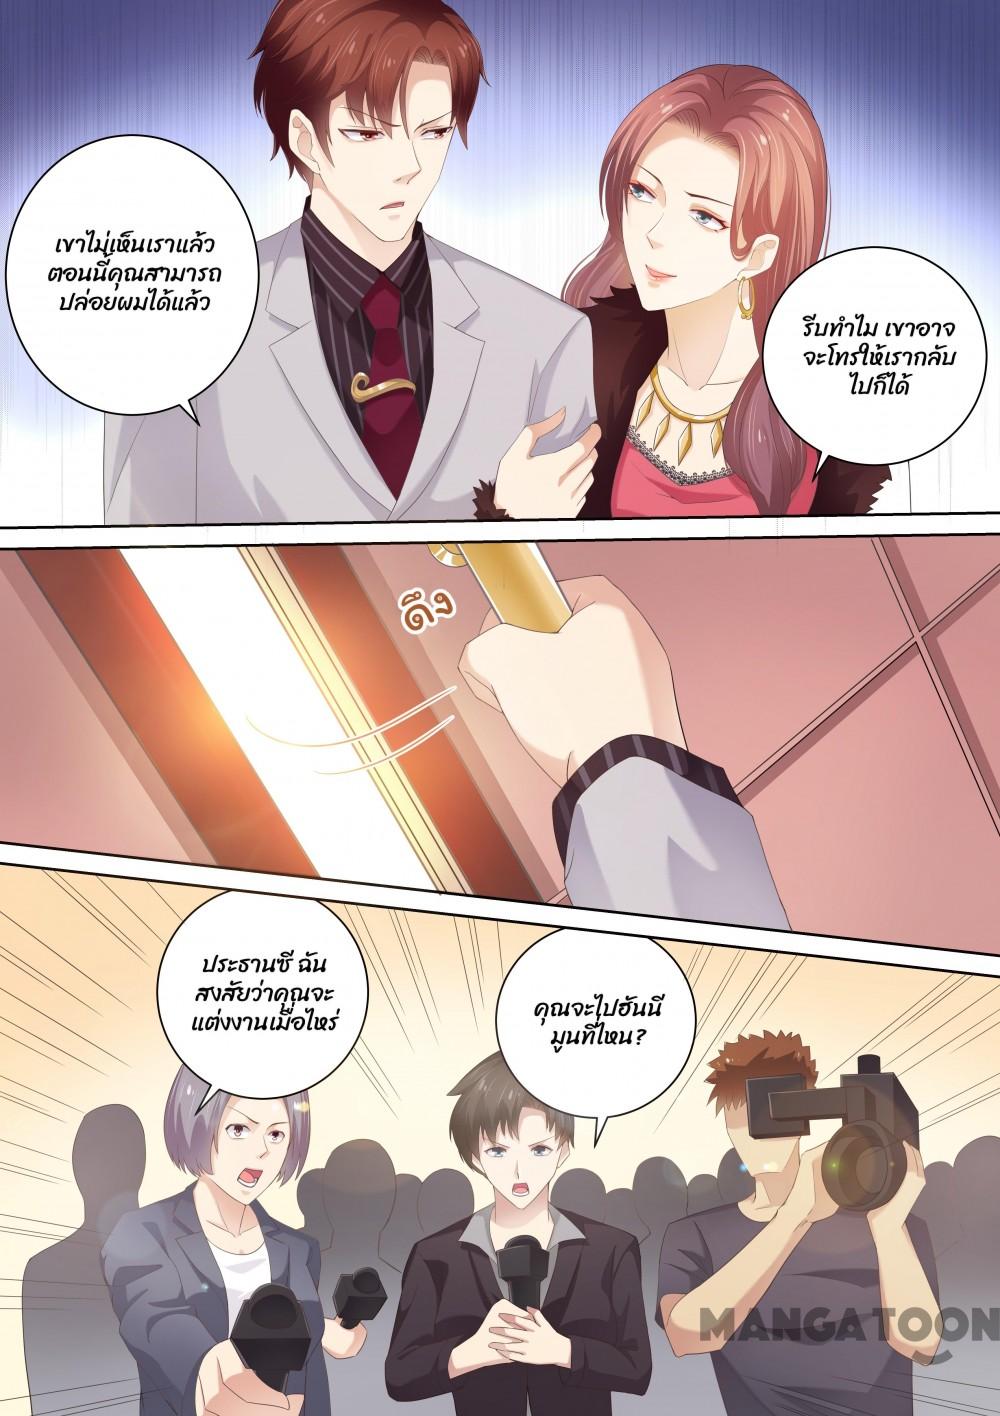 เขาไม่เห็นเราแล้ว
ตอนนี้คุณสามารถ
ปล่อยผมได้แล้ว
รีบทำไม เขาอาจ
จะโทรให้เรากลับ
ไปก็ได้
ดึง
ประธานซี ฉัน
สงสัยว่าคุณจะ
แต่งงานเมื่อไหร่
คุณจะไปฮันนี
มูนที่ไหน?
MANGATOON